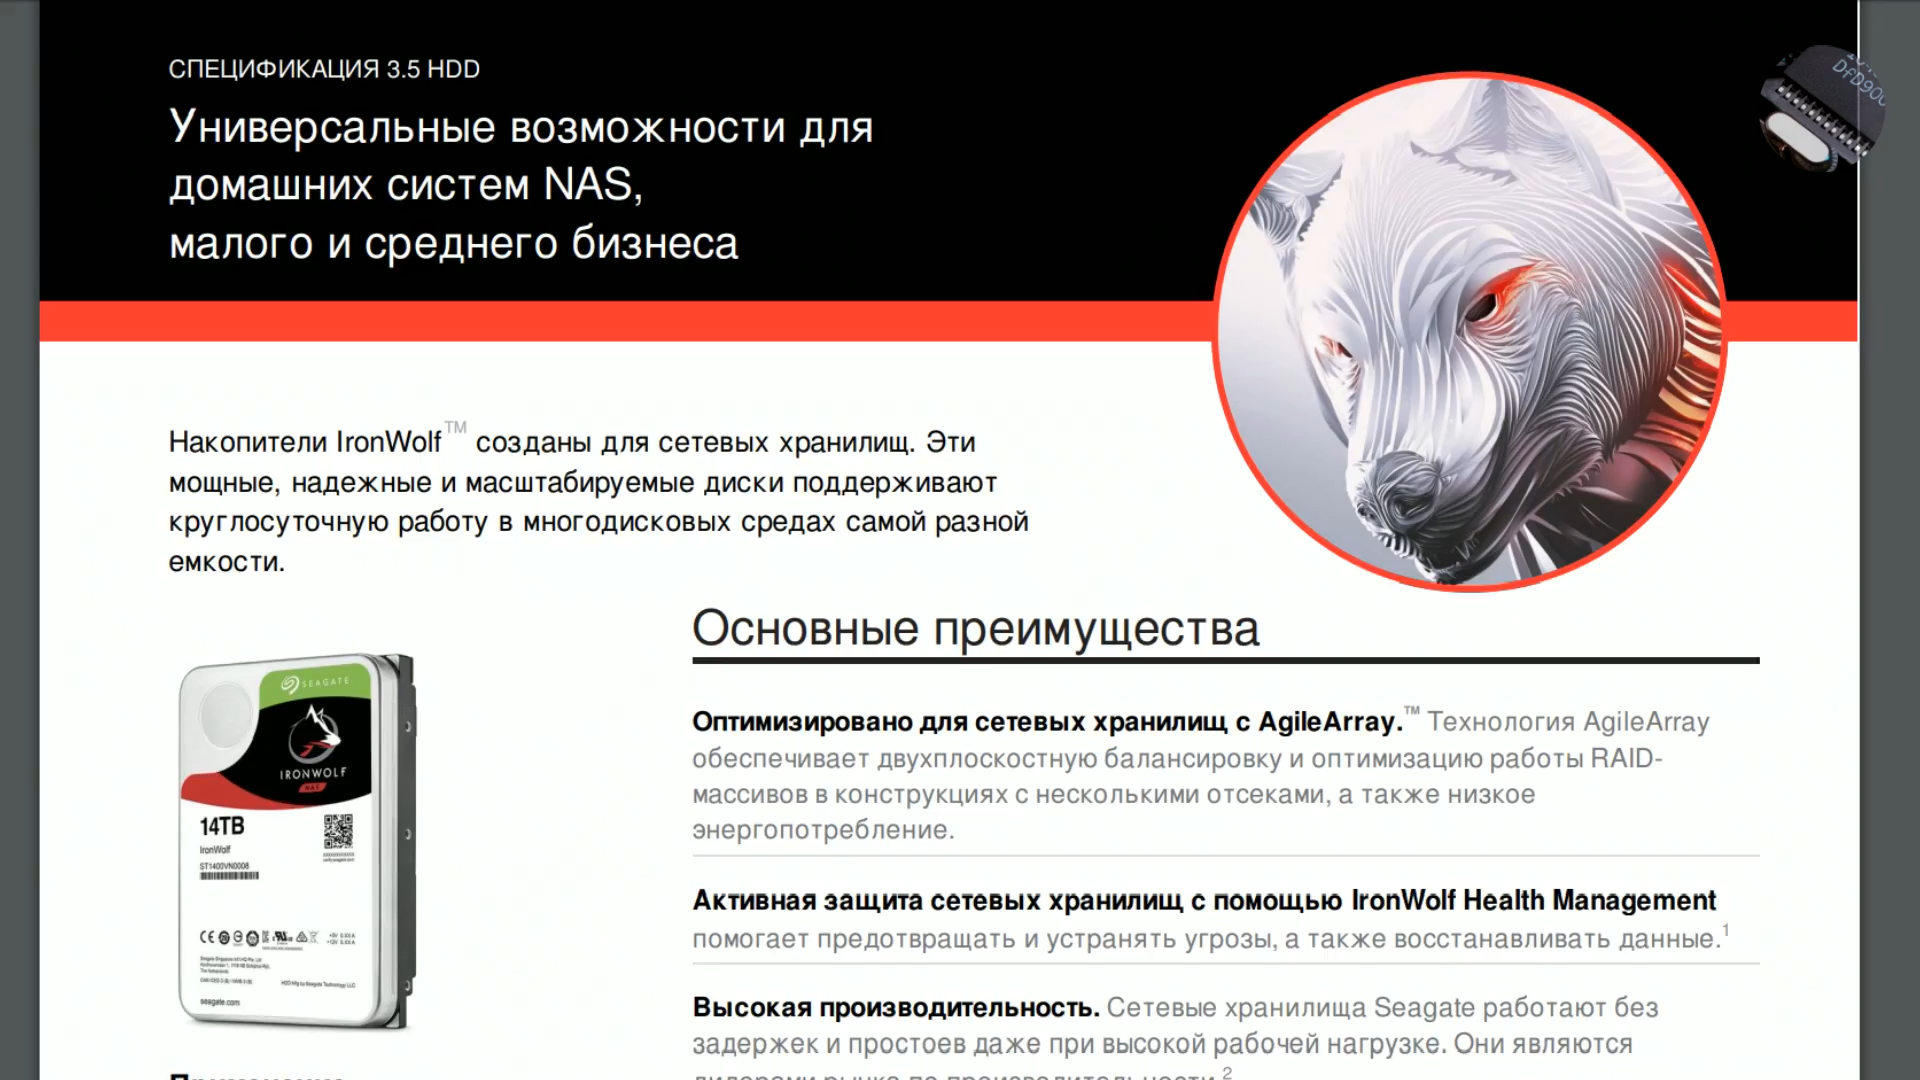 СПЕЦИФИКАЦИЯ 3.5 HDD
Универсальные возможности для
домашних систем NAS,
малого и среднего бизнеса
Накопители IronWolf™ созданы для сетевых хранилищ. Эти
мощные, надежные и масштабируемые диски поддерживают
круглосуточную работу в многодисковых средах самой разной
емкости.
SEAGATE
IRONWOLF
NAS
14TB
IronWolf
ST1400VN0008
seagate.com
Основные преимущества
Оптимизировано для сетевых хранилищ с AgileArray.™ Технология AgileArray
обеспечивает двухплоскостную балансировку и оптимизацию работы RAID-
массивов в конструкциях с несколькими отсеками, а также низкое
энергопотребление.
Активная защита сетевых хранилищ с помощью IronWolf Health Management
помогает предотвращать и устранять угрозы, а также восстанавливать данные.¹
Высокая производительность. Сетевые хранилища Seagate работают без
задержек и простоев даже при высокой рабочей нагрузке. Они являются